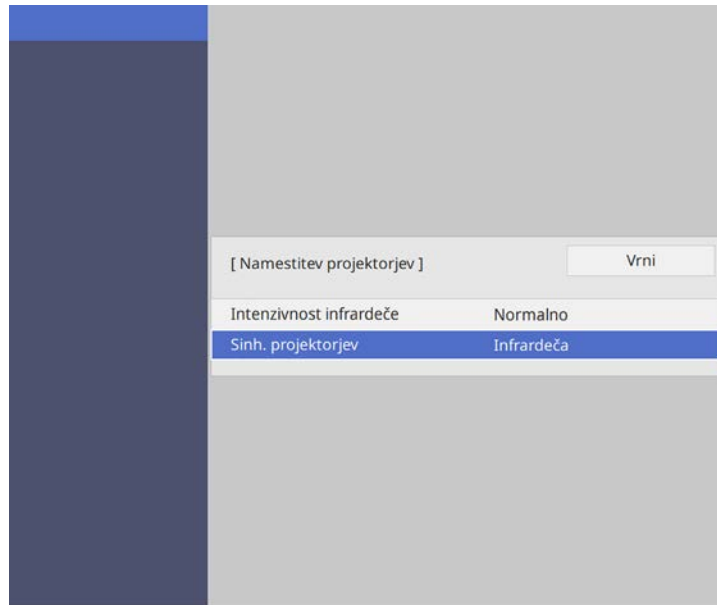 [ Namestitev projektorjev ] Vrni
Intenzivnost infrardeče Normalno
Sinh. projektorjev Infrardeča